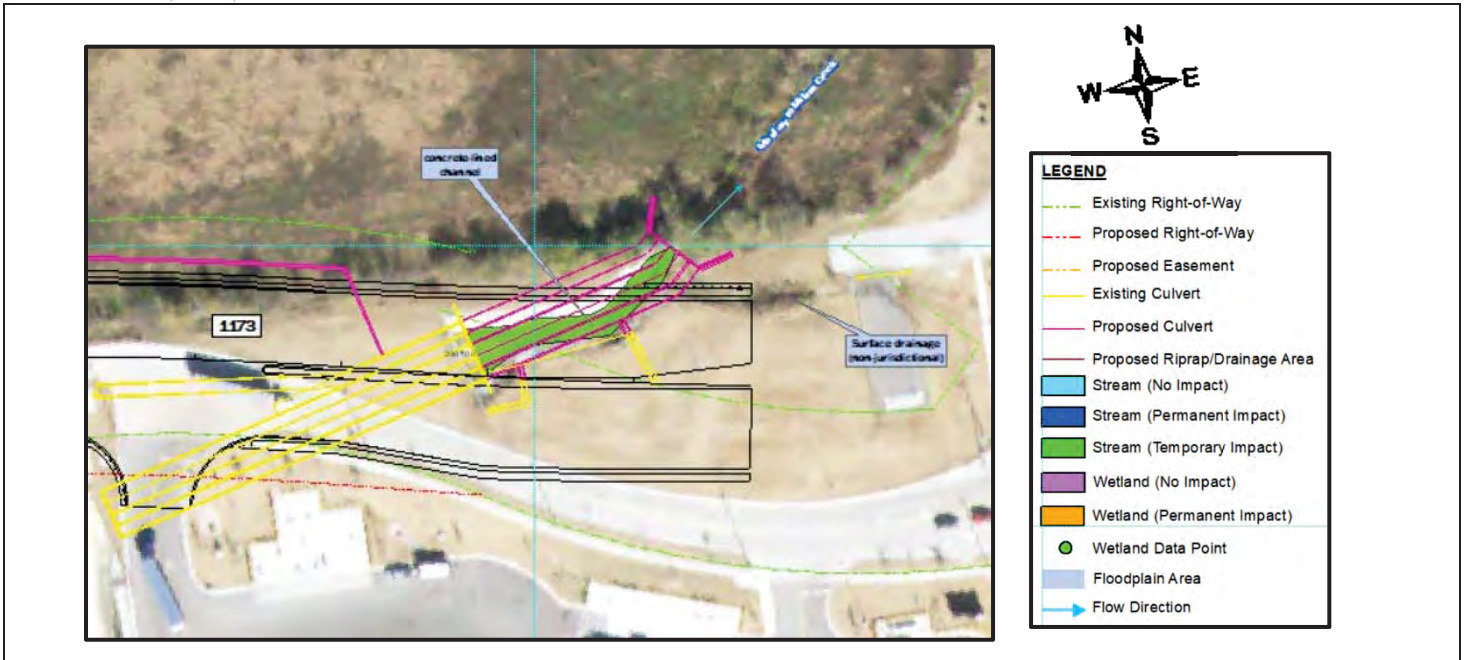 concrete-lined
channel
1173
Surface drainage
(non-jurisdictional)
N
W E
S
LEGEND
Existing Right-of-Way
Proposed Right-of-Way
Proposed Easement
Existing Culvert
Proposed Culvert
Proposed Riprap/Drainage Area
Stream (No Impact)
Stream (Permanent Impact)
Stream (Temporary Impact)
Wetland (No Impact)
Wetland (Permanent Impact)
Wetland Data Point
Floodplain Area
Flow Direction